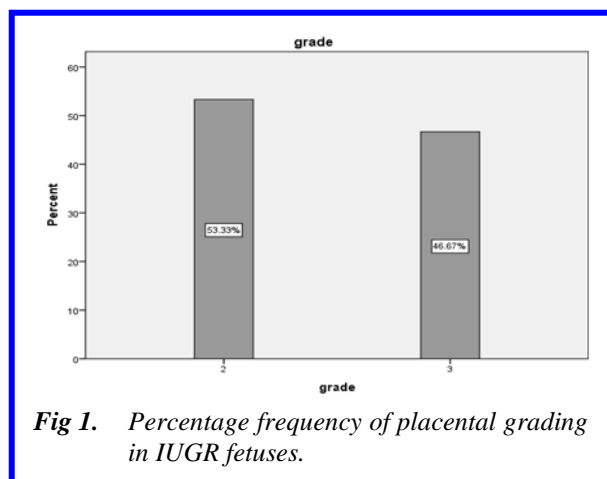 grade
60
50
40
30
20
10
0
Percent
53.33%
46.67%
2 3
grade
Fig 1. Percentage frequency of placental grading
in IUGR fetuses.